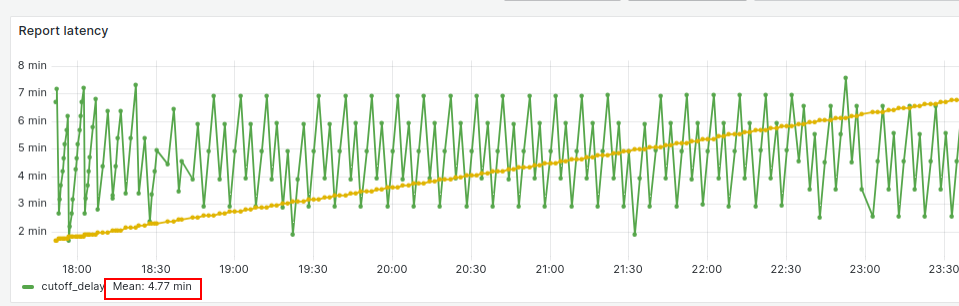 Report latency
8 min
7 min
6 min
5 min
4 min
3 min
2 min
18:00 18:30 19:00 19:30 20:00 20:30 21:00 21:30 22:00 22:30 23:00 23:30
cutoff_delay Mean: 4.77 min